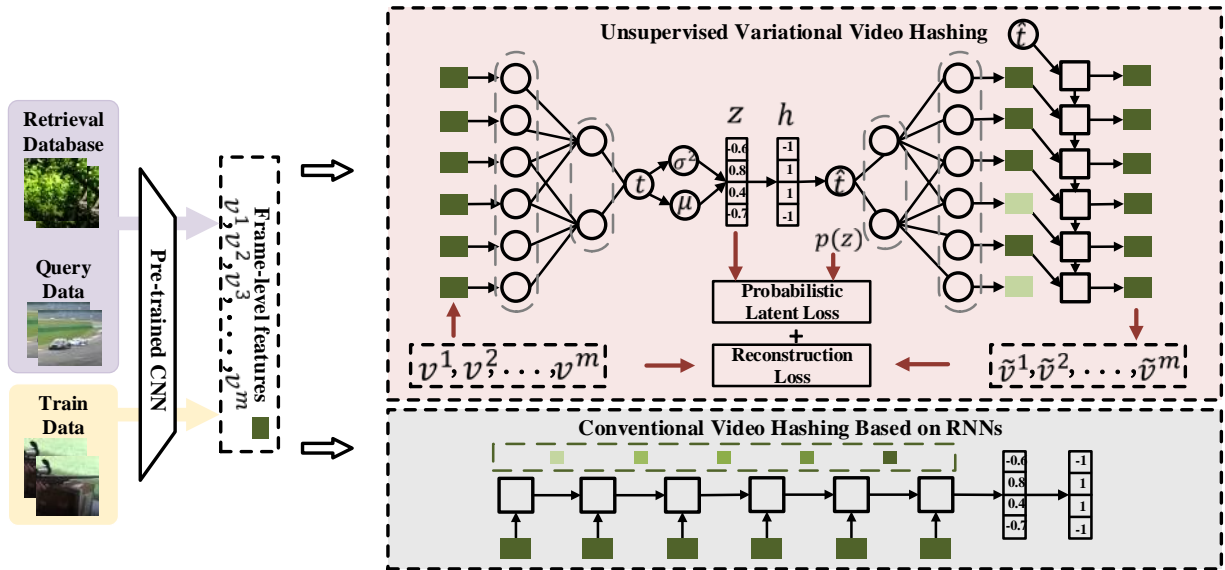 Retrieval
Database
Query
Data
Train
Data
Pre-trained CNN
Frame-level features
v¹, v², v³, . . . , vᵐ
Unsupervised Variational Video Hashing
t̂
z
h
-0.6
0.8
0.4
-0.7
-1
1
1
-1
t
σ²
μ
t̂
p(z)
Probabilistic
Latent Loss
+
Reconstruction
Loss
v¹, v², . . . , vᵐ
ṽ¹, ṽ², . . . , ṽᵐ
Conventional Video Hashing Based on RNNs
-0.6
0.8
0.4
-0.7
-1
1
1
-1